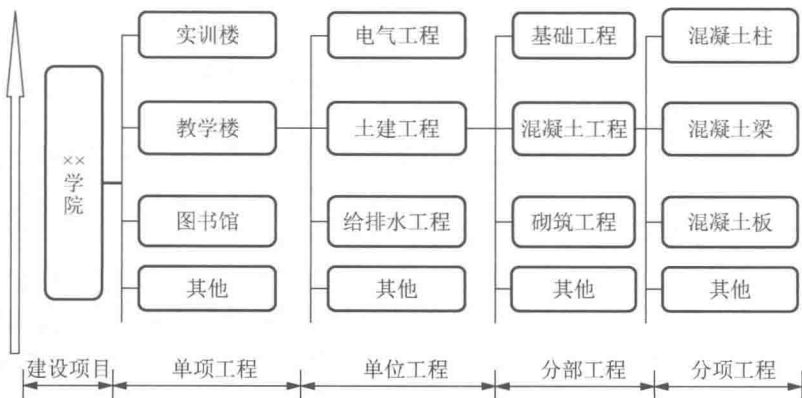 实训楼 电气工程 基础工程 混凝土柱
教学楼 土建工程 混凝土工程 混凝土梁
××学院
图书馆 给排水工程 砌筑工程 混凝土板
其他 其他 其他 其他
建设项目 单项工程 单位工程 分部工程 分项工程